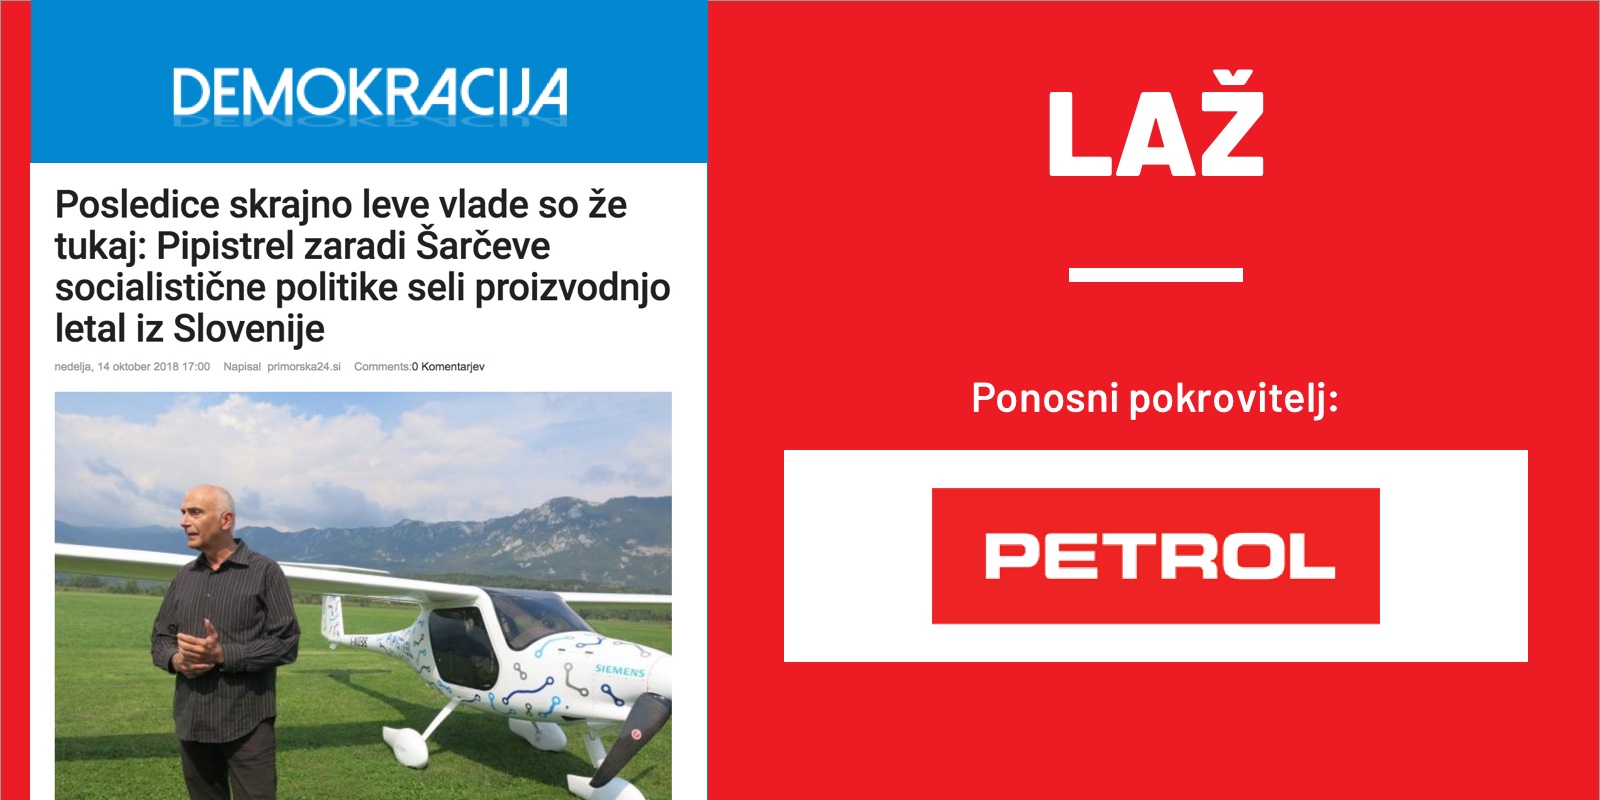 DEMOKRACIJA
Posledice skrajno leve vlade so že
tukaj: Pipistrel zaradi Šarčeve
socialistične politike seli proizvodnjo
letal iz Slovenije
nedelja, 14 oktober 2018 17:00 Napisal primorska24.si Comments:0 Komentarjev
SIEMENS
LAŽ
Ponosni pokrovitelj:
PETROL